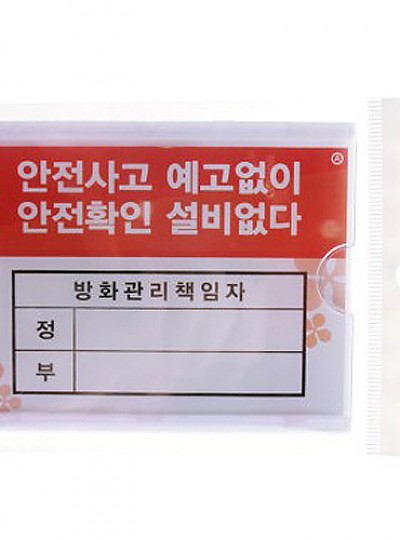 안전사고 예고없이
안전확인 설비없다
방화관리책임자
정
부